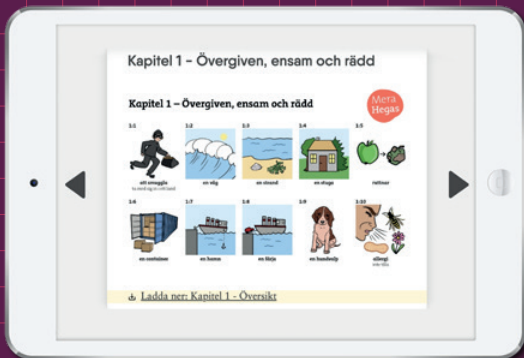 Kapitel 1 - Övergiven, ensam och rädd
Kapitel 1 – Övergiven, ensam och rädd
Mera
Hegas
1:1 1:2 1:3 1:4 1:5
att smuggla en våg en strand en stuga ruttnar
1:6 1:7 1:8 1:9 1:10
en container en hamn en färja en hundvalp allergi
Ladda ner: Kapitel 1 - Översikt